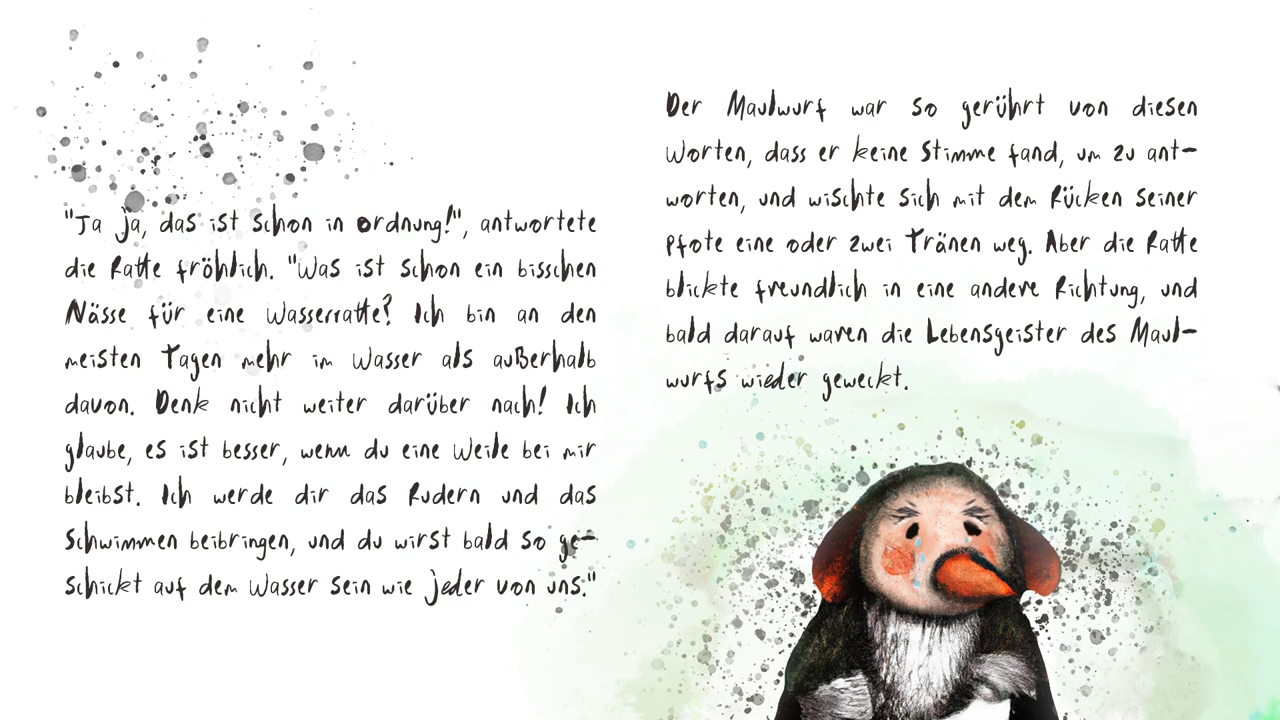 "Ja ja, das ist schon in ordnung!", antwortete
die Ratte fröhlich. "Was ist schon ein bisschen
Nässe für eine Wasserratte? Ich bin an den
meisten Tagen mehr im Wasser als außerhalb
davon. Denk nicht weiter darüber nach! Ich
glaube, es ist besser, wenn du eine Weile bei mir
bleibst. Ich werde dir das Rudern und das
Schwimmen beibringen, und du wirst bald so ge-
schickt auf dem Wasser sein wie jeder von uns."
Der Maulwurf war so gerührt von diesen
Worten, dass er keine Stimme fand, um zu ant-
worten, und wischte sich mit dem Rücken seiner
Pfote eine oder zwei Tränen weg. Aber die Ratte
blickte freundlich in eine andere Richtung, und
bald darauf waren die Lebensgeister des Maul-
wurfs wieder geweckt.